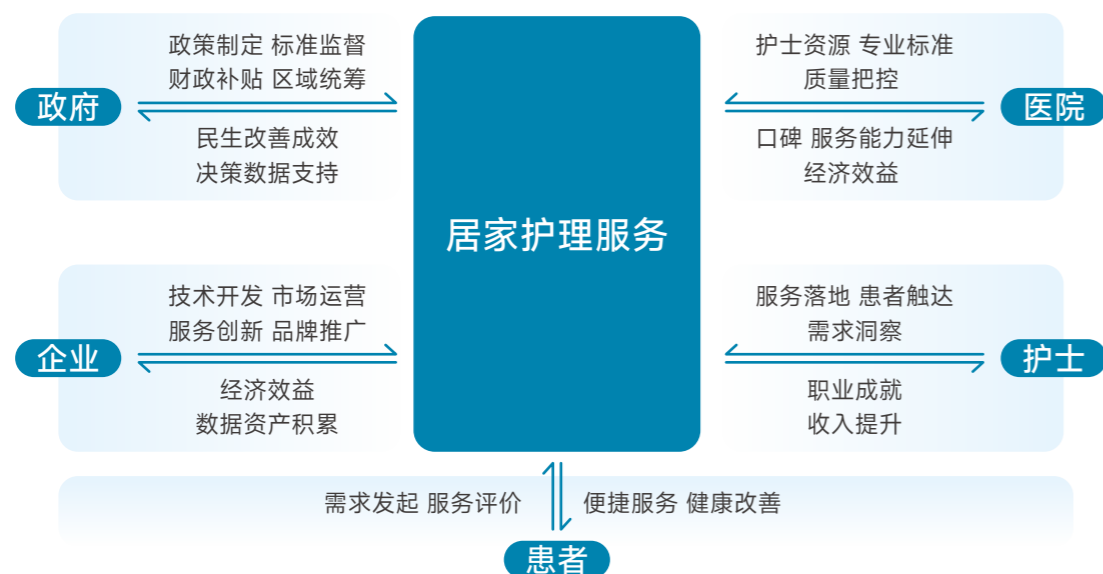 政策制定 标准监督
财政补贴 区域统筹
政府
民生改善成效
决策数据支持
护士资源 专业标准
质量把控
医院
口碑 服务能力延伸
经济效益
居家护理服务
技术开发 市场运营
服务创新 品牌推广
企业
经济效益
数据资产积累
服务落地 患者触达
需求洞察
护士
职业成就
收入提升
需求发起 服务评价
便捷服务 健康改善
患者